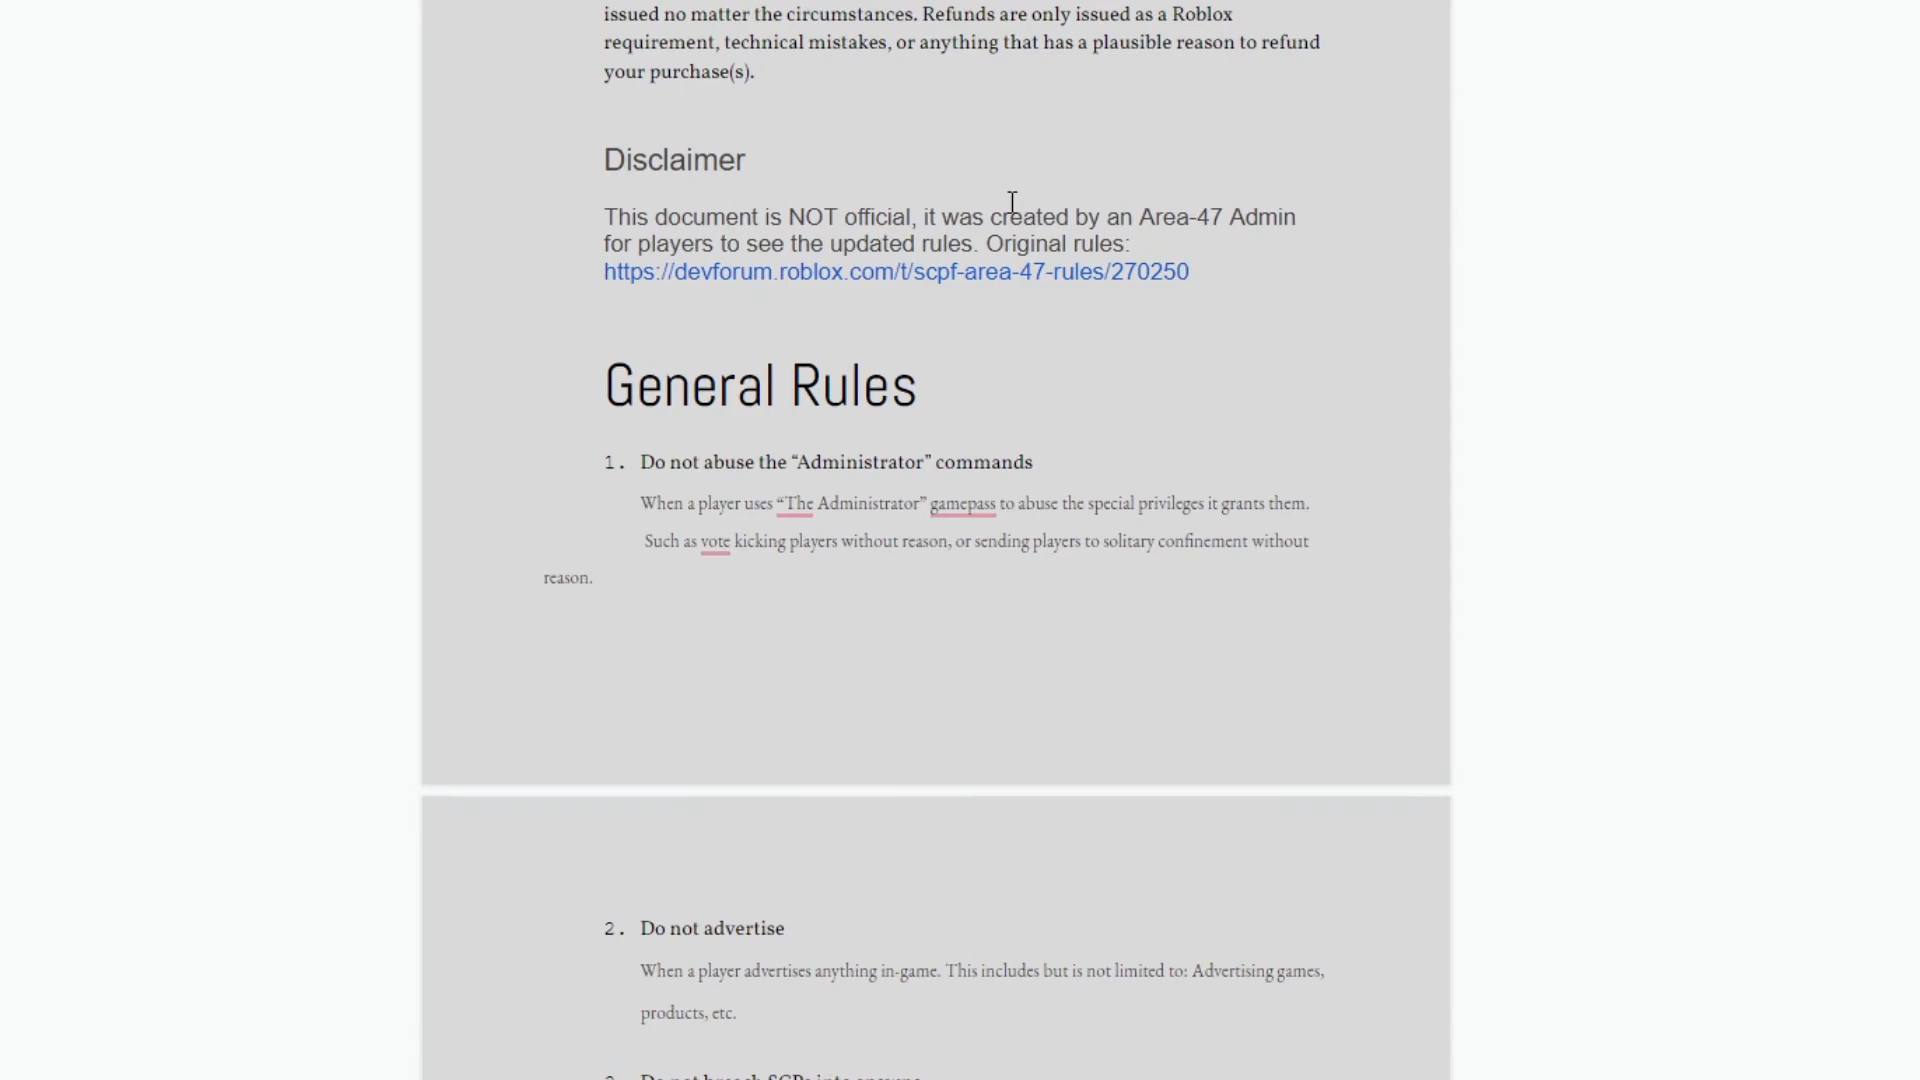 issued no matter the circumstances. Refunds are only issued as a Roblox
requirement, technical mistakes, or anything that has a plausible reason to refund
your purchase(s).
Disclaimer
This document is NOT official, it was created by an Area-47 Admin
for players to see the updated rules. Original rules:
https://devforum.roblox.com/t/scpf-area-47-rules/270250
General Rules
1. Do not abuse the “Administrator” commands
When a player uses “The Administrator” gamepass to abuse the special privileges it grants them.
Such as vote kicking players without reason, or sending players to solitary confinement without
reason.
2. Do not advertise
When a player advertises anything in-game. This includes but is not limited to: Advertising games,
products, etc.
Do not breach SCPs into